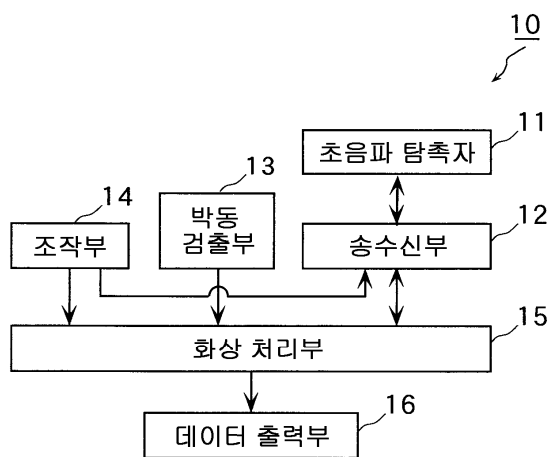 10
11
초음파 탐촉자
13
14
박동
검출부
12
조작부
송수신부
15
화상 처리부
16
데이터 출력부